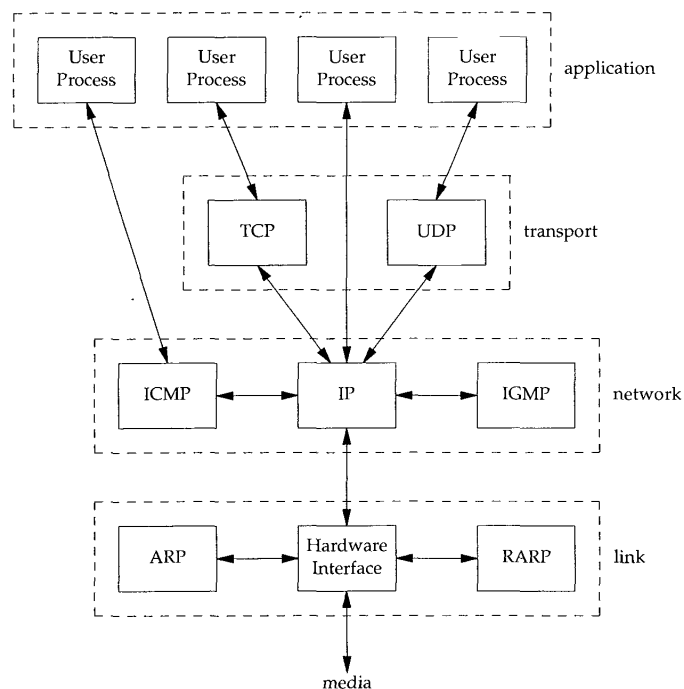 User Process
User Process
User Process
User Process
application
TCP
UDP
transport
ICMP
IP
IGMP
network
ARP
Hardware Interface
RARP
link
media